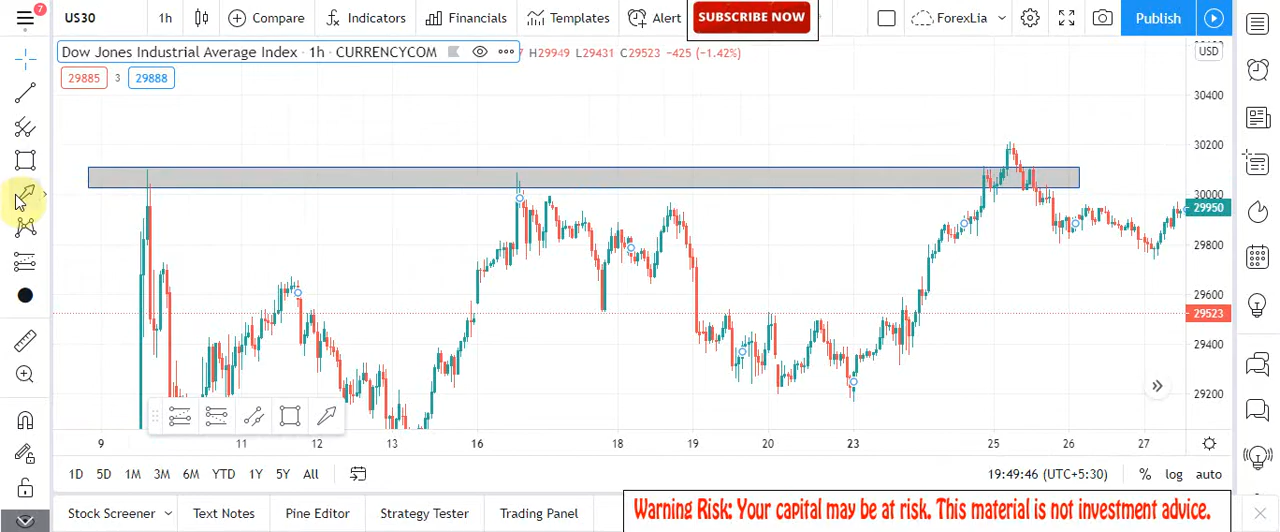 7
US30
1h
Compare
Indicators
Financials
Templates
Alert
SUBSCRIBE NOW
ForexLia
Publish
Dow Jones Industrial Average Index · 1h · CURRENCYCOM
7 H29949 L29431 C29523 −425 (−1.42%)
USD
29885 3 29888
30400
30200
30000
29950
29800
29600
29523
29400
29200
9 11 12 13 16 18 19 20 23 25 26 27
1D 5D 1M 3M 6M YTD 1Y 5Y All
19:49:46 (UTC+5:30) % log auto
Stock Screener Text Notes Pine Editor Strategy Tester Trading Panel
Warning Risk: Your capital may be at risk. This material is not investment advice.